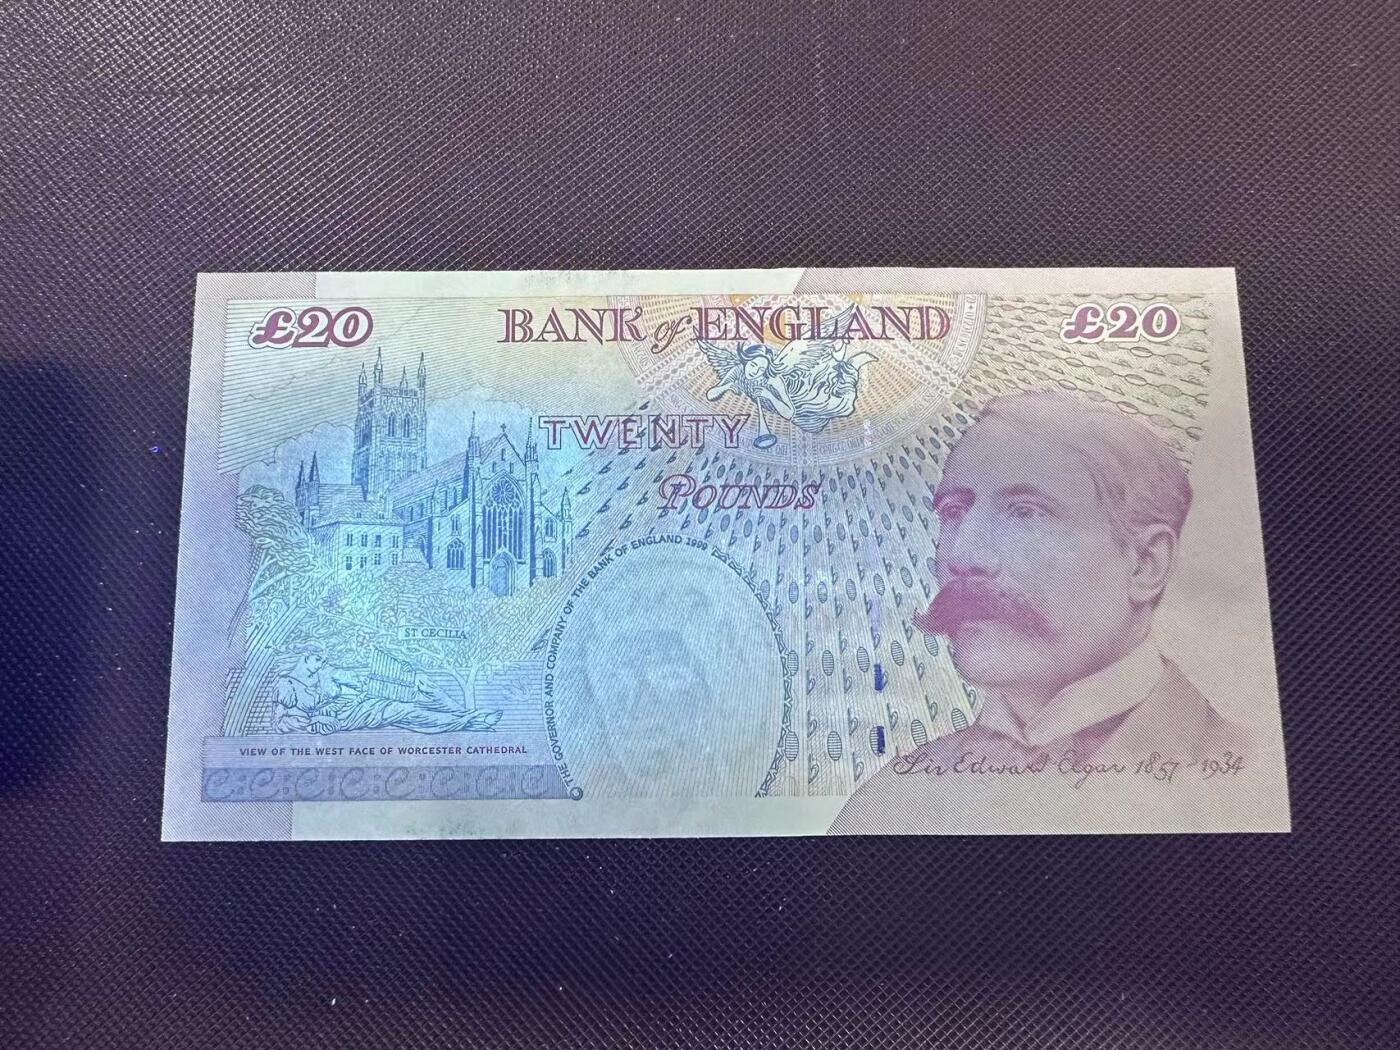 £20
BANK of ENGLAND
£20
TWENTY
POUNDS
© THE GOVERNOR AND COMPANY OF THE BANK OF ENGLAND 1999
ST CECILIA
VIEW OF THE WEST FACE OF WORCESTER CATHEDRAL
Sir Edward Elgar 1857-1934